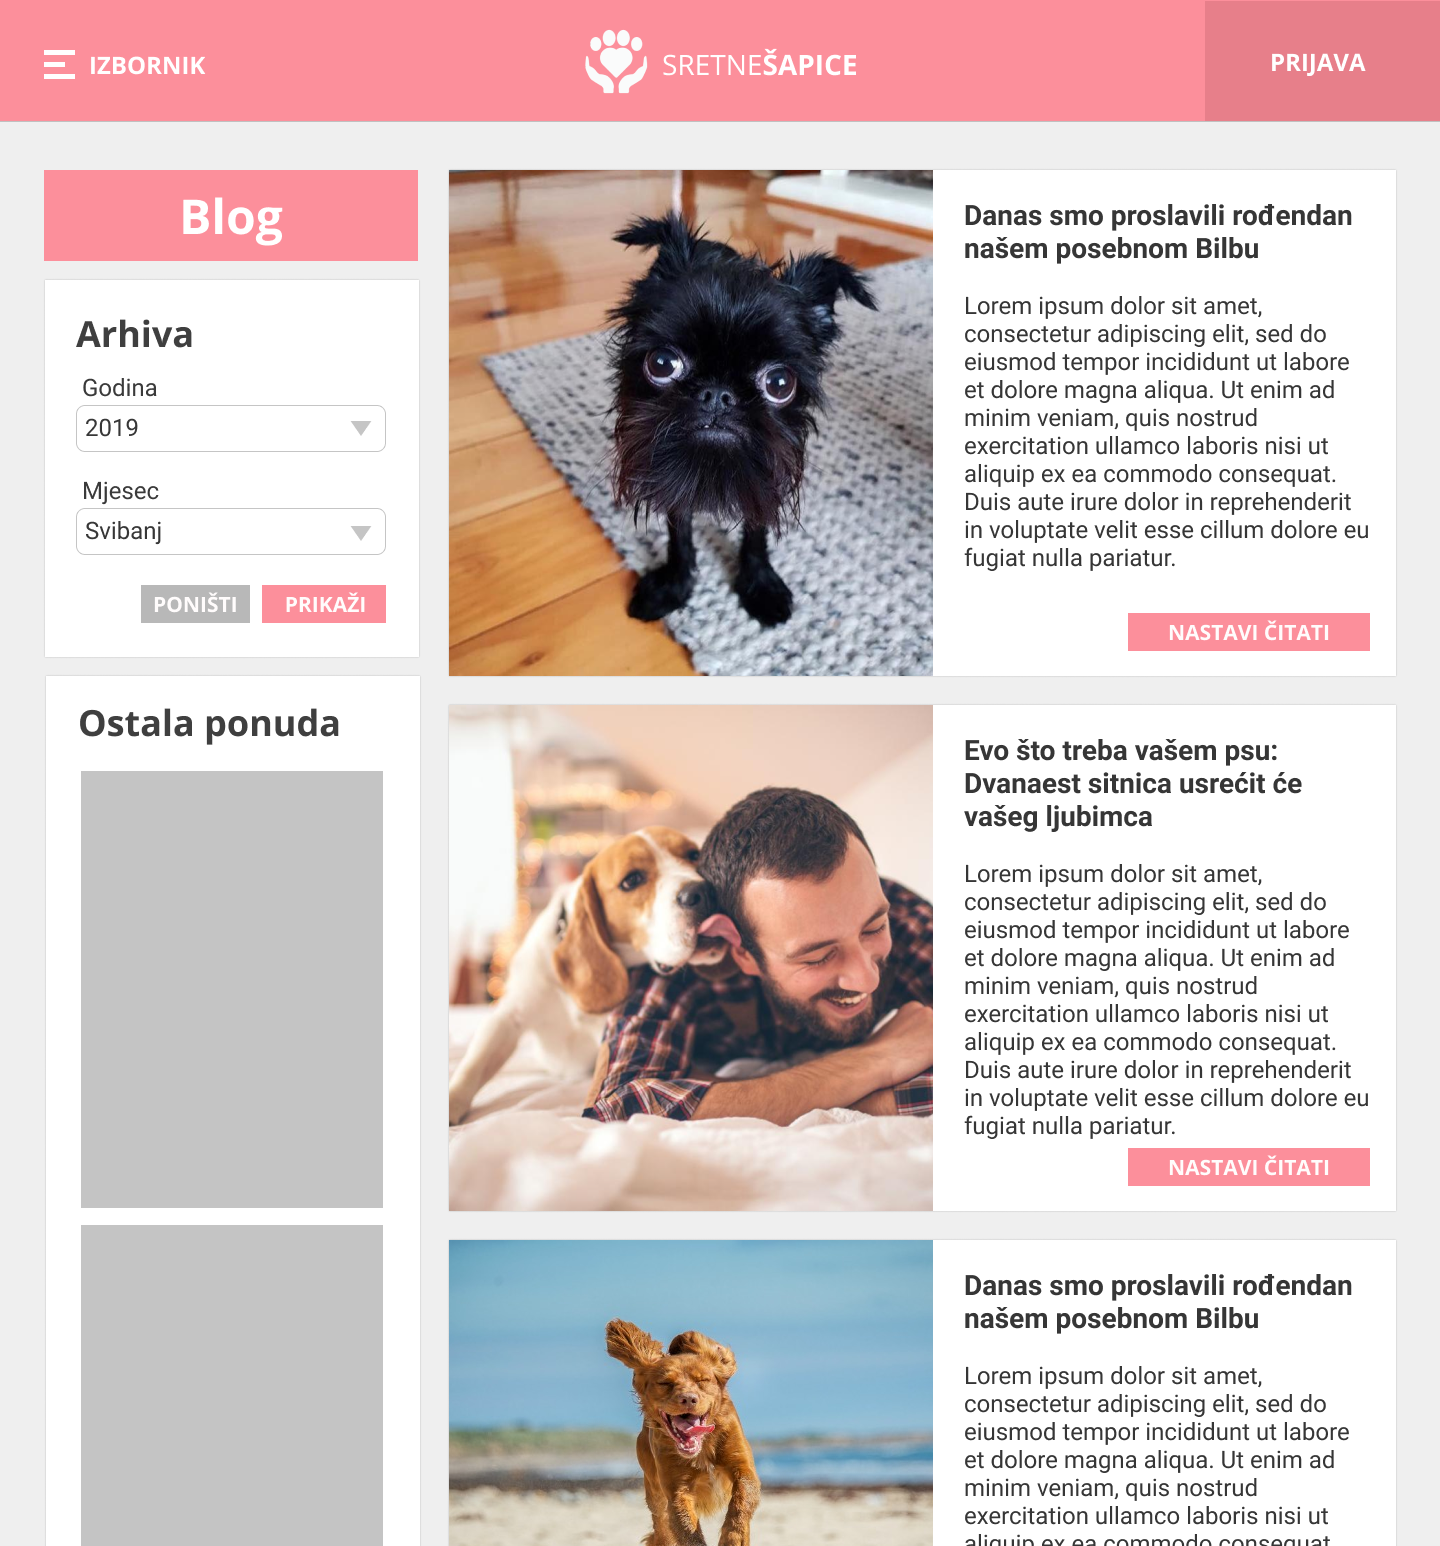 IZBORNIK
SRETNEŠAPICE
PRIJAVA
Blog
Arhiva
Godina
2019
Mjesec
Svibanj
PONIŠTI
PRIKAŽI
Ostala ponuda
Danas smo proslavili rođendan
našem posebnom Bilbu
Lorem ipsum dolor sit amet,
consectetur adipiscing elit, sed do
eiusmod tempor incididunt ut labore
et dolore magna aliqua. Ut enim ad
minim veniam, quis nostrud
exercitation ullamco laboris nisi ut
aliquip ex ea commodo consequat.
Duis aute irure dolor in reprehenderit
in voluptate velit esse cillum dolore eu
fugiat nulla pariatur.
NASTAVI ČITATI
Evo što treba vašem psu:
Dvanaest sitnica usrećit će
vašeg ljubimca
Lorem ipsum dolor sit amet,
consectetur adipiscing elit, sed do
eiusmod tempor incididunt ut labore
et dolore magna aliqua. Ut enim ad
minim veniam, quis nostrud
exercitation ullamco laboris nisi ut
aliquip ex ea commodo consequat.
Duis aute irure dolor in reprehenderit
in voluptate velit esse cillum dolore eu
fugiat nulla pariatur.
NASTAVI ČITATI
Danas smo proslavili rođendan
našem posebnom Bilbu
Lorem ipsum dolor sit amet,
consectetur adipiscing elit, sed do
eiusmod tempor incididunt ut labore
et dolore magna aliqua. Ut enim ad
minim veniam, quis nostrud
exercitation ullamco laboris nisi ut
aliquip ex ea commodo consequat.